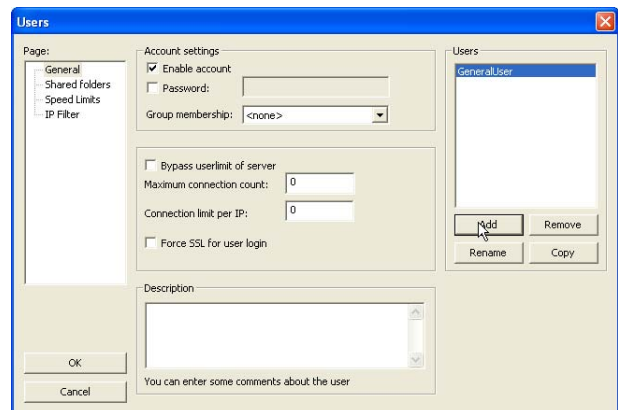 Users
Page:
General
Shared folders
Speed Limits
IP Filter
OK
Cancel
Account settings
Enable account
Password:
Group membership: <none>
Bypass userlimit of server
Maximum connection count: 0
Connection limit per IP: 0
Force SSL for user login
Description
You can enter some comments about the user
Users
GeneralUser
Add Remove
Rename Copy